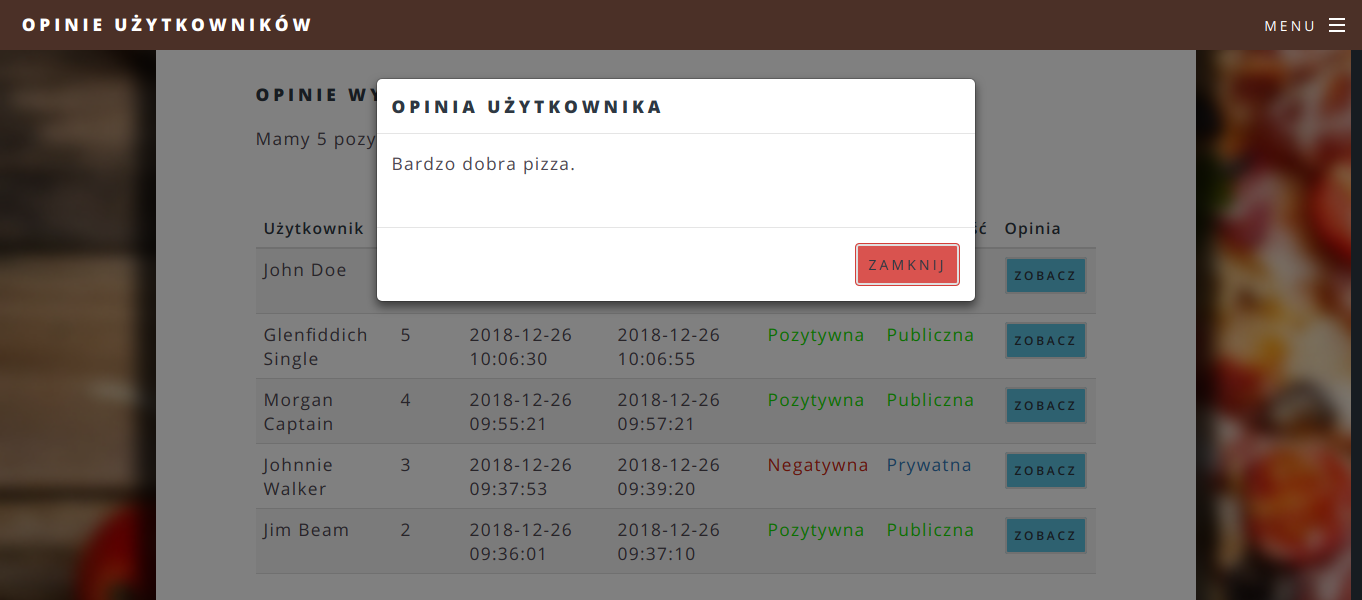 OPINIE UŻYTKOWNIKÓW
MENU
OPINIE WY
Mamy 5 pozy
OPINIA UŻYTKOWNIKA
Bardzo dobra pizza.
ZAMKNIJ
Użytkownik ść Opinia
John Doe ZOBACZ
Glenfiddich 5 2018-12-26 2018-12-26 Pozytywna Publiczna ZOBACZ
Single 10:06:30 10:06:55
Morgan 4 2018-12-26 2018-12-26 Pozytywna Publiczna ZOBACZ
Captain 09:55:21 09:57:21
Johnnie 3 2018-12-26 2018-12-26 Negatywna Prywatna ZOBACZ
Walker 09:37:53 09:39:20
Jim Beam 2 2018-12-26 2018-12-26 Pozytywna Publiczna ZOBACZ
09:36:01 09:37:10